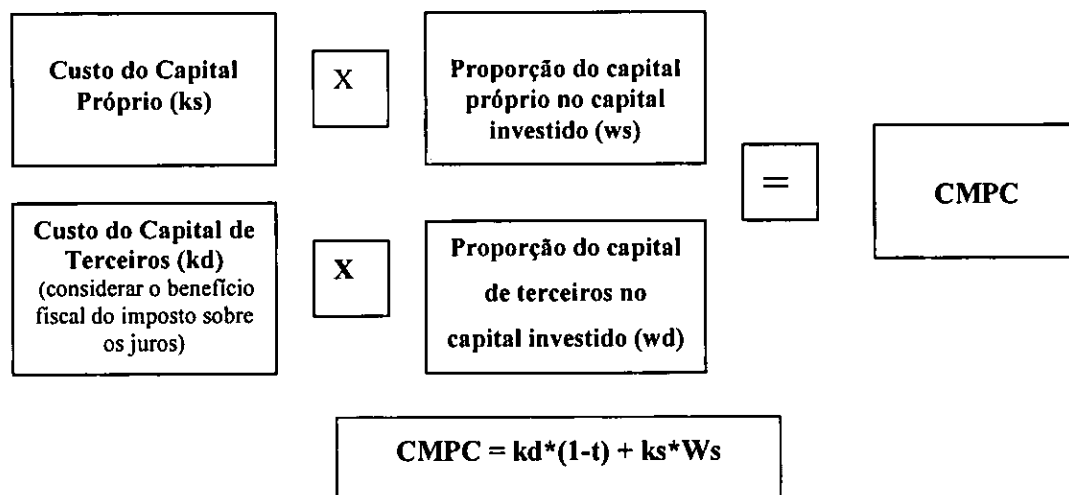 Custo do Capital
Próprio (ks)
X
Proporção do capital
próprio no capital
investido (ws)
=
CMPC
Custo do Capital de
Terceiros (kd)
(considerar o benefício
fiscal do imposto sobre
os juros)
X
Proporção do capital
de terceiros no
capital investido (wd)
CMPC = kd*(1-t) + ks*Ws